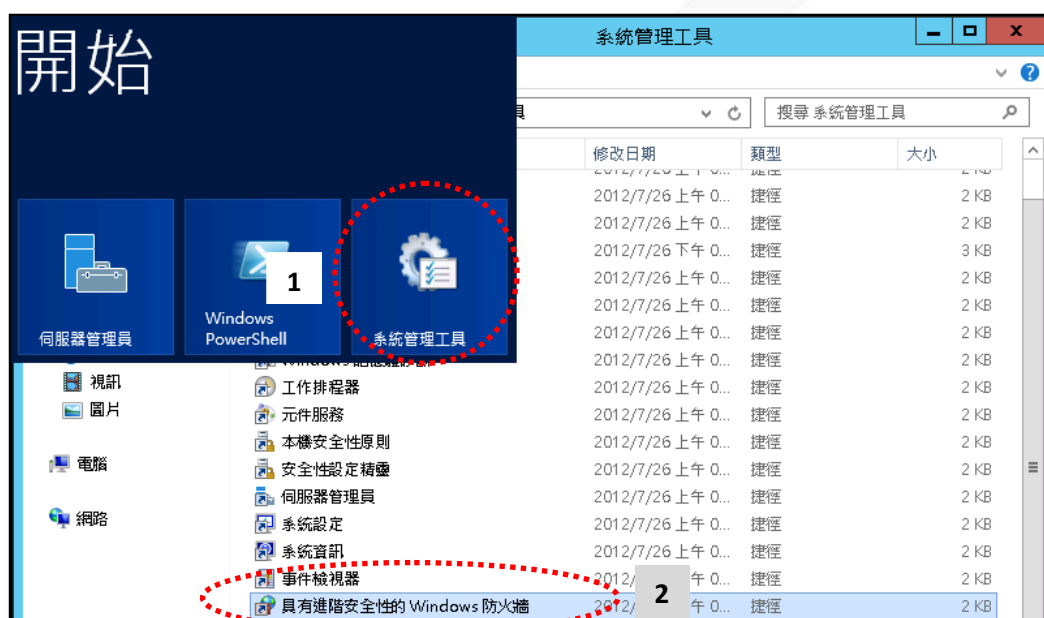 開始
系統管理工具
具
搜尋 系統管理工具
修改日期 類型 大小
捷徑 2 KB
2012/7/26 上午 0... 捷徑 2 KB
2012/7/26 上午 0... 捷徑 2 KB
2012/7/26 下午 0... 捷徑 3 KB
2012/7/26 上午 0... 捷徑 2 KB
2012/7/26 上午 0... 捷徑 2 KB
2012/7/26 上午 0... 捷徑 2 KB
1
伺服器管理員
Windows
PowerShell
系統管理工具
Windows 2012/7/26 上午 0... 捷徑 2 KB
視訊 工作排程器 2012/7/26 上午 0... 捷徑 2 KB
圖片 元件服務 2012/7/26 上午 0... 捷徑 2 KB
本機安全性原則 2012/7/26 上午 0... 捷徑 2 KB
電腦 安全性設定精靈 2012/7/26 上午 0... 捷徑 2 KB
伺服器管理員 2012/7/26 上午 0... 捷徑 2 KB
網路 系統設定 2012/7/26 上午 0... 捷徑 2 KB
系統資訊 2012/7/26 上午 0... 捷徑 2 KB
事件檢視器 2012/ 午 0... 捷徑 2 KB
具有進階安全性的 Windows 防火牆 2012/ 午 0... 捷徑 2 KB
2